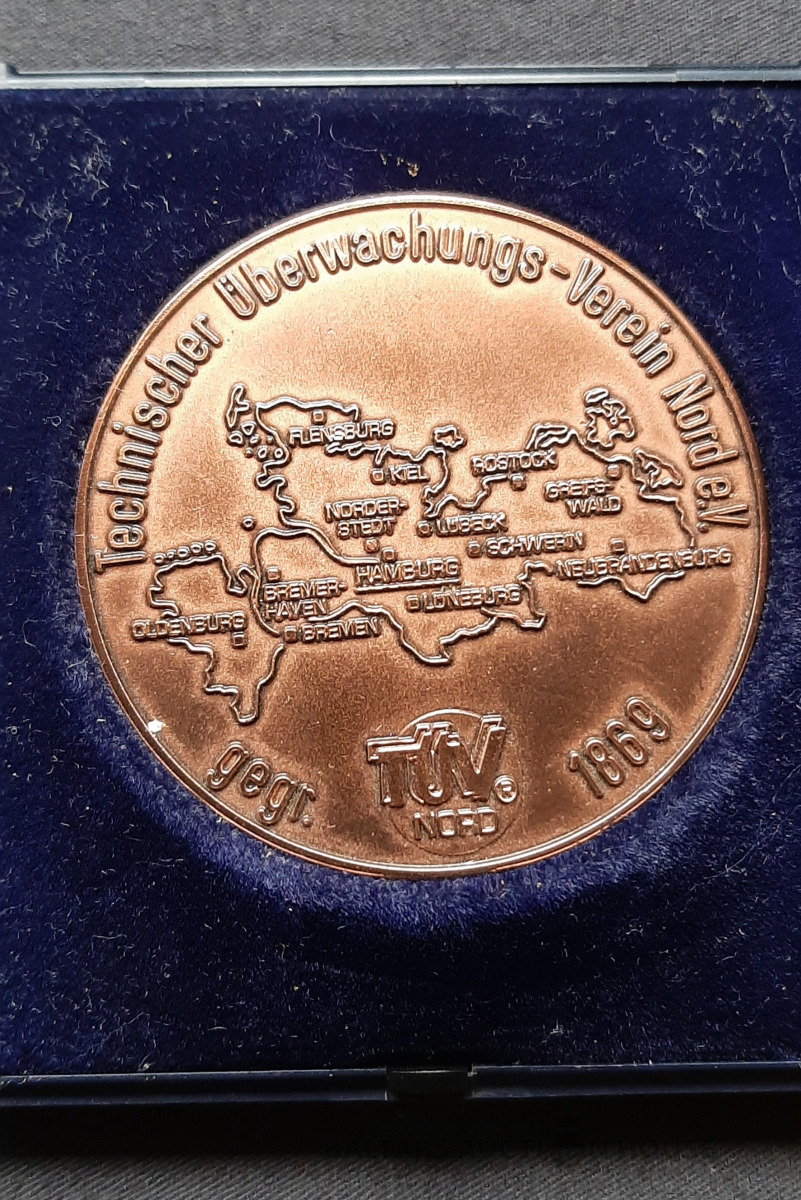 Technischer Überwachungs-Verein Nord e.V.
FLENSBURG
KIEL
ROSTOCK
GREIFS-
WALD
NORDER-
STEDT
LÜBECK
SCHWERIN
NEUBRANDENBURG
HAMBURG
BREMER-
HAVEN
LÜNEBURG
OLDENBURG
BREMEN
gegr.
TÜV®
NORD
1869